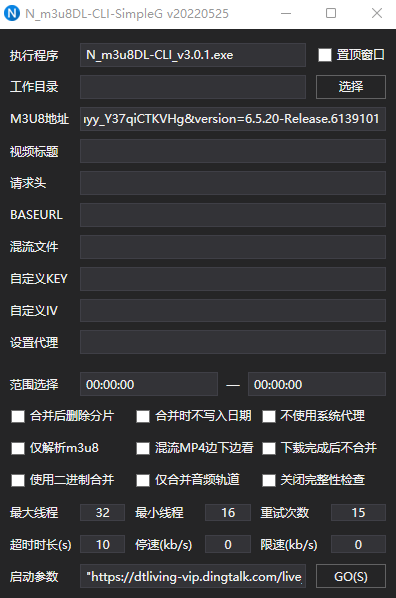 N_m3u8DL-CLI-SimpleG v20220525
执行程序 N_m3u8DL-CLI_v3.0.1.exe 置顶窗口
工作目录 选择
M3U8地址 ıyy_Y37qiCTKVHg&version=6.5.20-Release.6139101
视频标题
请求头
BASEURL
混流文件
自定义KEY
自定义IV
设置代理
范围选择 00:00:00 — 00:00:00
合并后删除分片 合并时不写入日期 不使用系统代理
仅解析m3u8 混流MP4边下边看 下载完成后不合并
使用二进制合并 仅合并音频轨道 关闭完整性检查
最大线程 32 最小线程 16 重试次数 15
超时时长(s) 10 停速(kb/s) 0 限速(kb/s) 0
启动参数 "https://dtliving-vip.dingtalk.com/live GO(S)